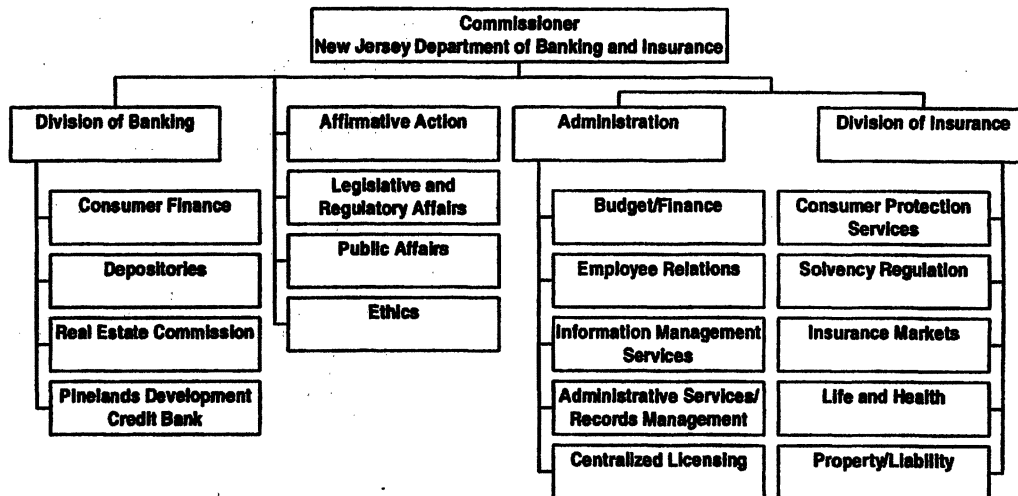 Commissioner
New Jersey Department of Banking and Insurance
Division of Banking
Consumer Finance
Depositories
Real Estate Commission
Pinelands Development
Credit Bank
Affirmative Action
Legislative and
Regulatory Affairs
Public Affairs
Ethics
Administration
Budget/Finance
Employee Relations
Information Management
Services
Administrative Services/
Records Management
Centralized Licensing
Division of Insurance
Consumer Protection
Services
Solvency Regulation
Insurance Markets
Life and Health
Property/Liability